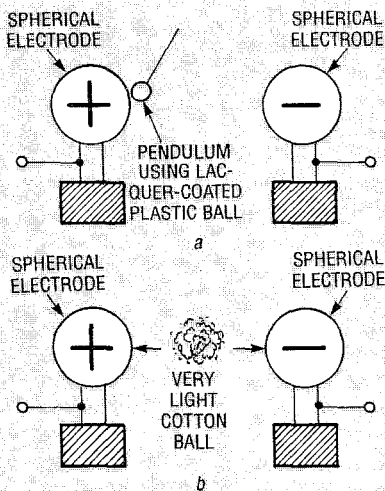 SPHERICAL
ELECTRODE
SPHERICAL
ELECTRODE
+
−
PENDULUM
USING LAC-
QUER-COATED
PLASTIC BALL
a
SPHERICAL
ELECTRODE
SPHERICAL
ELECTRODE
+
−
VERY
LIGHT
COTTON
BALL
b